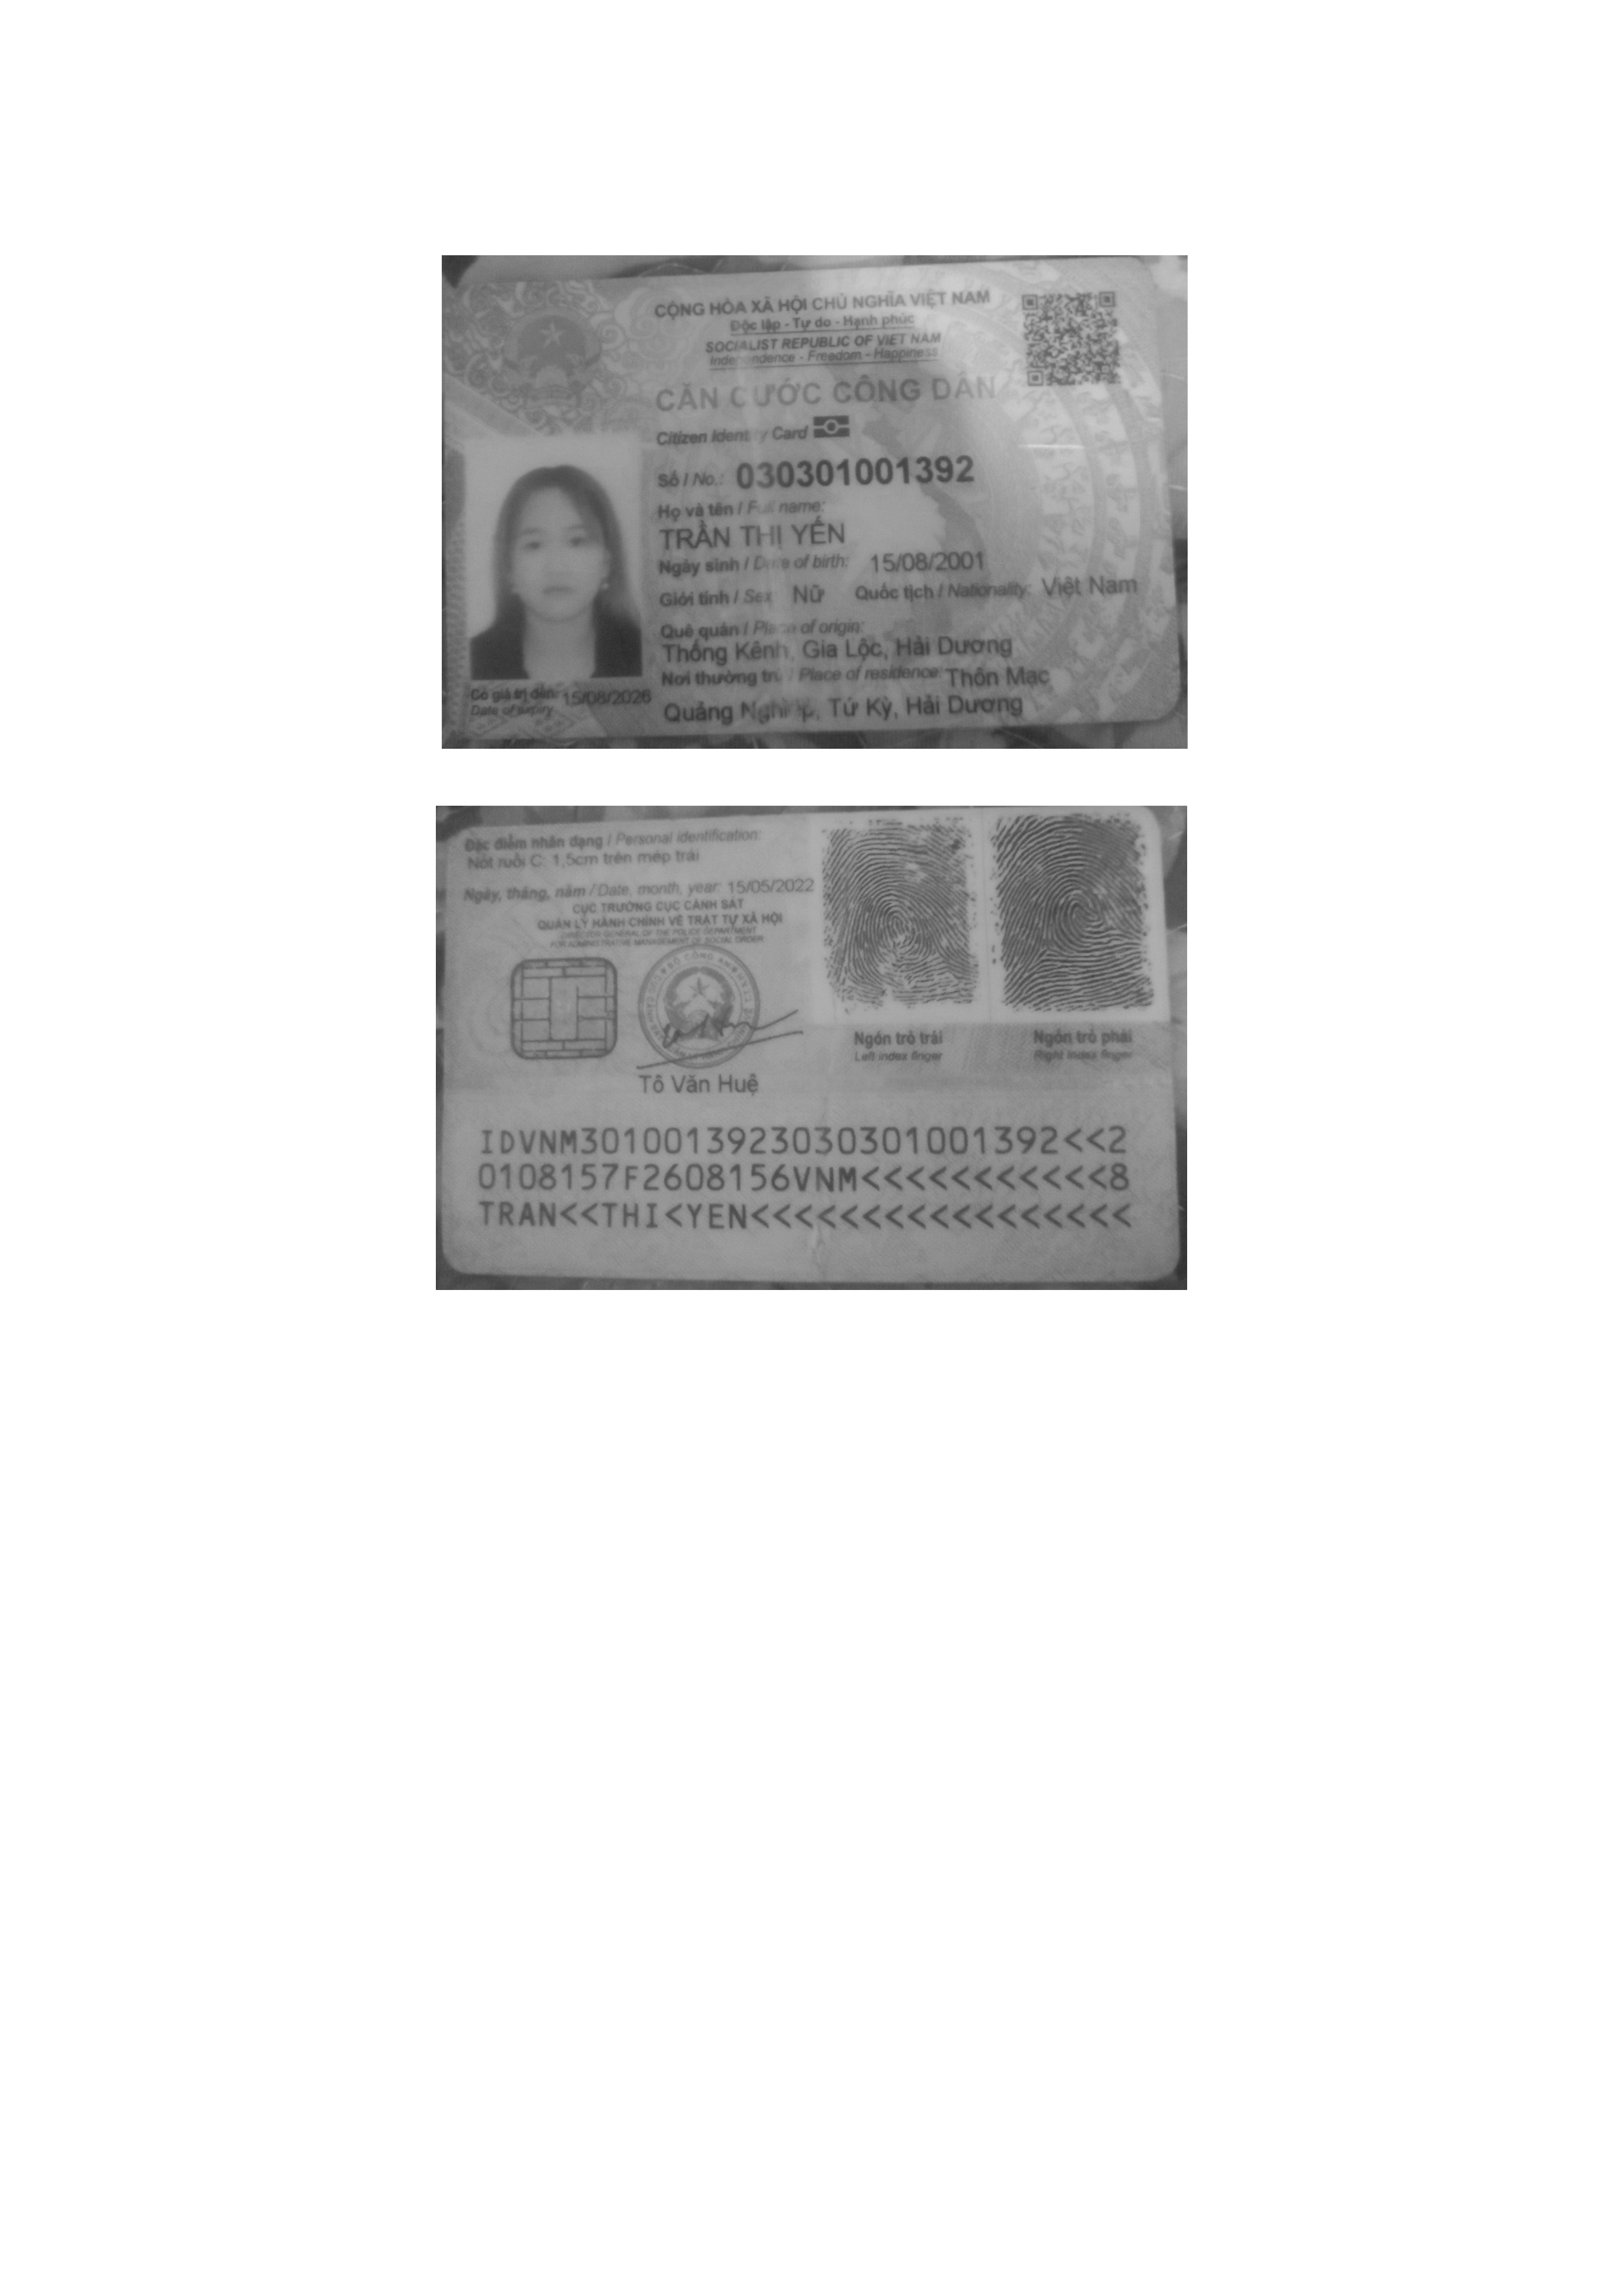 CỘNG HÒA XÃ HỘI CHỦ NGHĨA VIỆT NAM
Độc lập - Tự do - Hạnh phúc
SOCIALIST REPUBLIC OF VIET NAM
Independence - Freedom - Happiness
CĂN CƯỚC CÔNG DÂN
Citizen Identity Card
Số / No.: 030301001392
Họ và tên / Full name:
TRẦN THỊ YẾN
Ngày sinh / Date of birth: 15/08/2001
Giới tính / Sex Nữ Quốc tịch / Nationality: Việt Nam
Quê quán / Place of origin:
Thống Kênh, Gia Lộc, Hải Dương
Nơi thường trú / Place of residence: Thôn Mạc
Quảng Nghiệp, Tứ Kỳ, Hải Dương
Có giá trị đến: 15/08/2026
Date of expiry
Đặc điểm nhân dạng / Personal identification:
Nốt ruồi C: 1,5cm trên mép trái
Ngày, tháng, năm / Date, month, year: 15/05/2022
CỤC TRƯỞNG CỤC CẢNH SÁT
QUẢN LÝ HÀNH CHÍNH VỀ TRẬT TỰ XÃ HỘI
DIRECTOR GENERAL OF THE POLICE DEPARTMENT
FOR ADMINISTRATIVE MANAGEMENT OF SOCIAL ORDER
Tô Văn Huệ
Ngón trỏ trái
Left index finger
Ngón trỏ phải
Right index finger
IDVNM3010013923030301001392<<2
0108157F2608156VNM<<<<<<<<<<<8
TRAN<<THI<YEN<<<<<<<<<<<<<<<<<